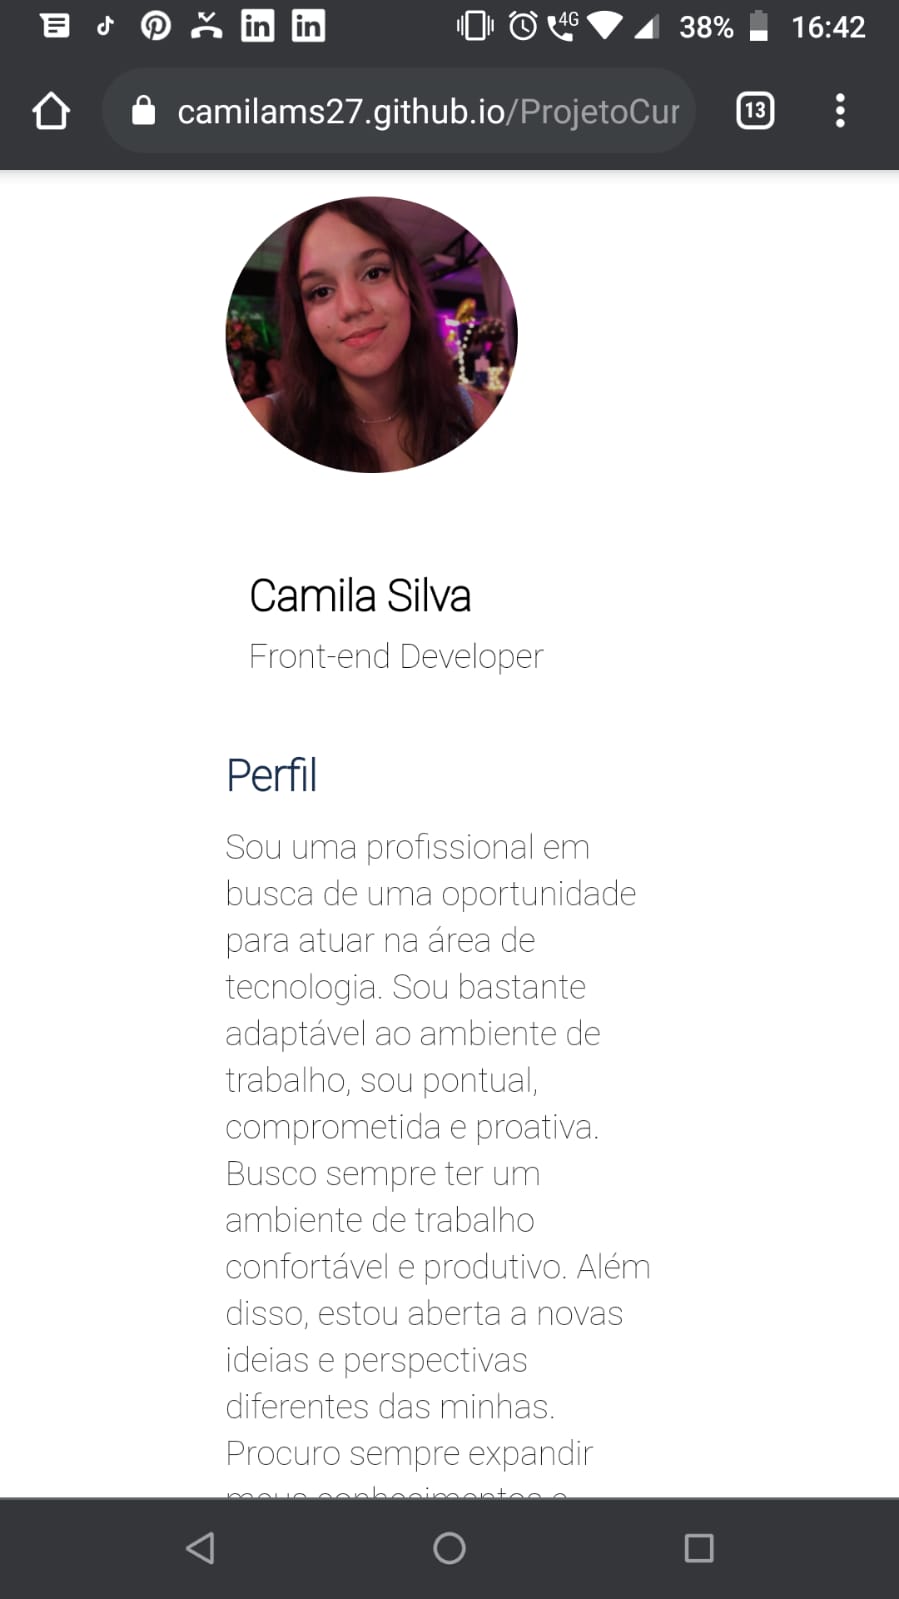 4G 38% 16:42
camilams27.github.io/ProjetoCur 13
Camila Silva
Front-end Developer
Perfil
Sou uma profissional em
busca de uma oportunidade
para atuar na área de
tecnologia. Sou bastante
adaptável ao ambiente de
trabalho, sou pontual,
comprometida e proativa.
Busco sempre ter um
ambiente de trabalho
confortável e produtivo. Além
disso, estou aberta a novas
ideias e perspectivas
diferentes das minhas.
Procuro sempre expandir
meus conhecimentos e